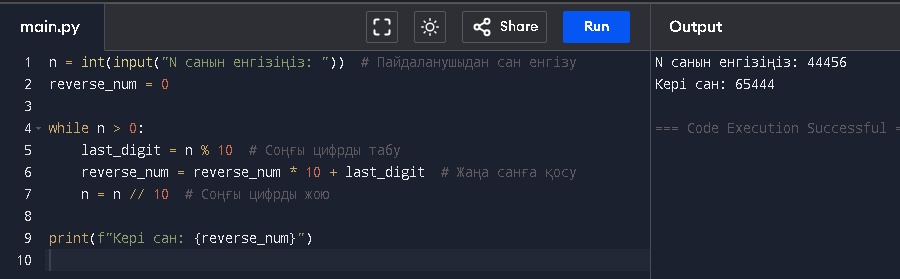 main.py Share Run Output
1 n = int(input("N санын енгізіңіз: ")) # Пайдаланушыдан сан енгізу
2 reverse_num = 0
3
4 while n > 0:
5 last_digit = n % 10 # Соңғы цифрды табу
6 reverse_num = reverse_num * 10 + last_digit # Жаңа санға қосу
7 n = n // 10 # Соңғы цифрды жою
8
9 print(f"Кері сан: {reverse_num}")
10
N санын енгізіңіз: 44456
Кері сан: 65444
=== Code Execution Successful =